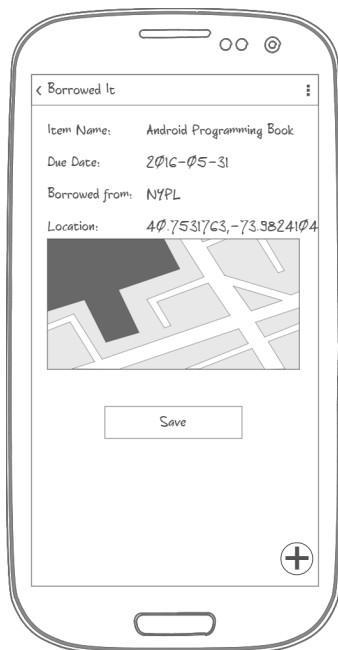 Borrowed It
Item Name: Android Programming Book
Due Date: 2016-05-31
Borrowed from: NYPL
Location: 40.7531763,-73.9824104
Save